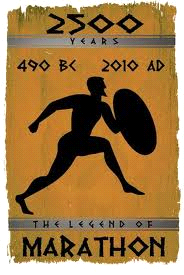 2500
YEARS
490 BC 2010 AD
THE LEGEND OF
MARATHON